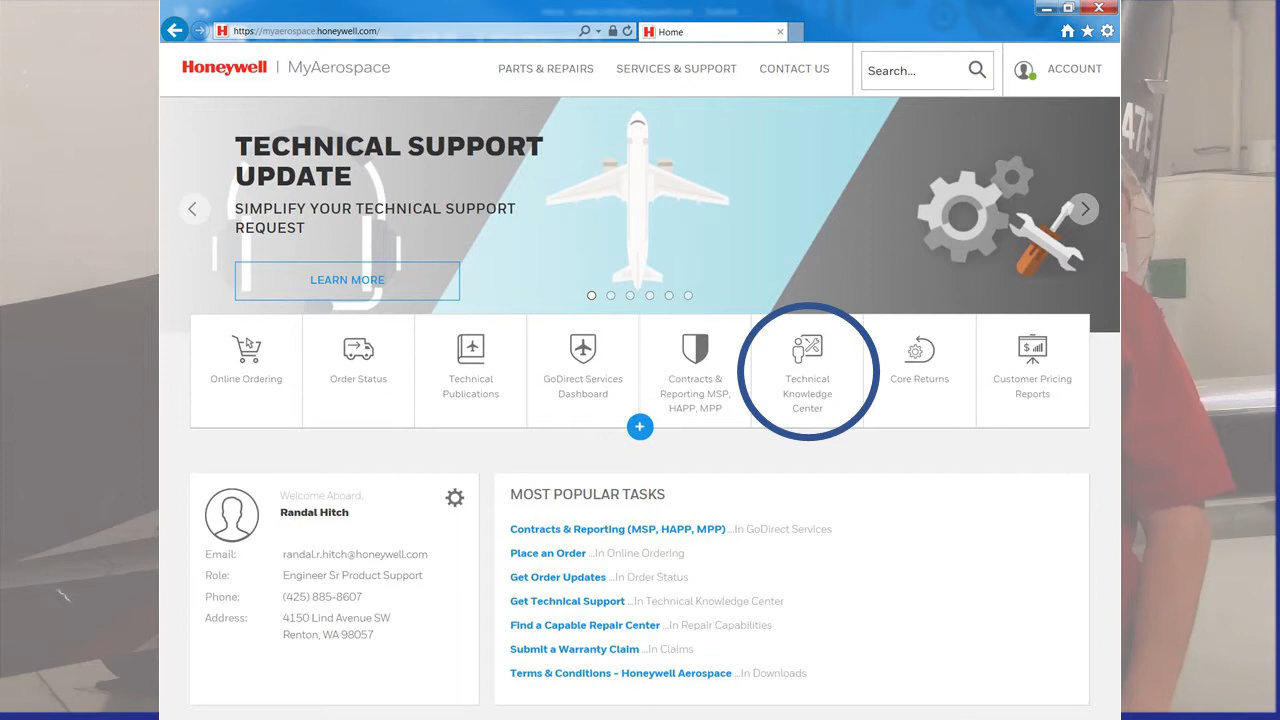 https://myaerospace.honeywell.com/
Home
Honeywell | MyAerospace
PARTS & REPAIRS
SERVICES & SUPPORT
CONTACT US
Search...
ACCOUNT
TECHNICAL SUPPORT
UPDATE
SIMPLIFY YOUR TECHNICAL SUPPORT
REQUEST
LEARN MORE
475
Online Ordering
Order Status
Technical
Publications
GoDirect Services
Dashboard
Contracts &
Reporting MSP,
HAPP, MPP
Technical
Knowledge
Center
Core Returns
Customer Pricing
Reports
Welcome Aboard,
Randal Hitch
Email: randal.r.hitch@honeywell.com
Role: Engineer Sr Product Support
Phone: (425) 885-8607
Address: 4150 Lind Avenue SW
Renton, WA 98057
MOST POPULAR TASKS
Contracts & Reporting (MSP, HAPP, MPP) ...In GoDirect Services
Place an Order ...In Online Ordering
Get Order Updates ...In Order Status
Get Technical Support ...In Technical Knowledge Center
Find a Capable Repair Center ...In Repair Capabilities
Submit a Warranty Claim ...In Claims
Terms & Conditions - Honeywell Aerospace ...In Downloads